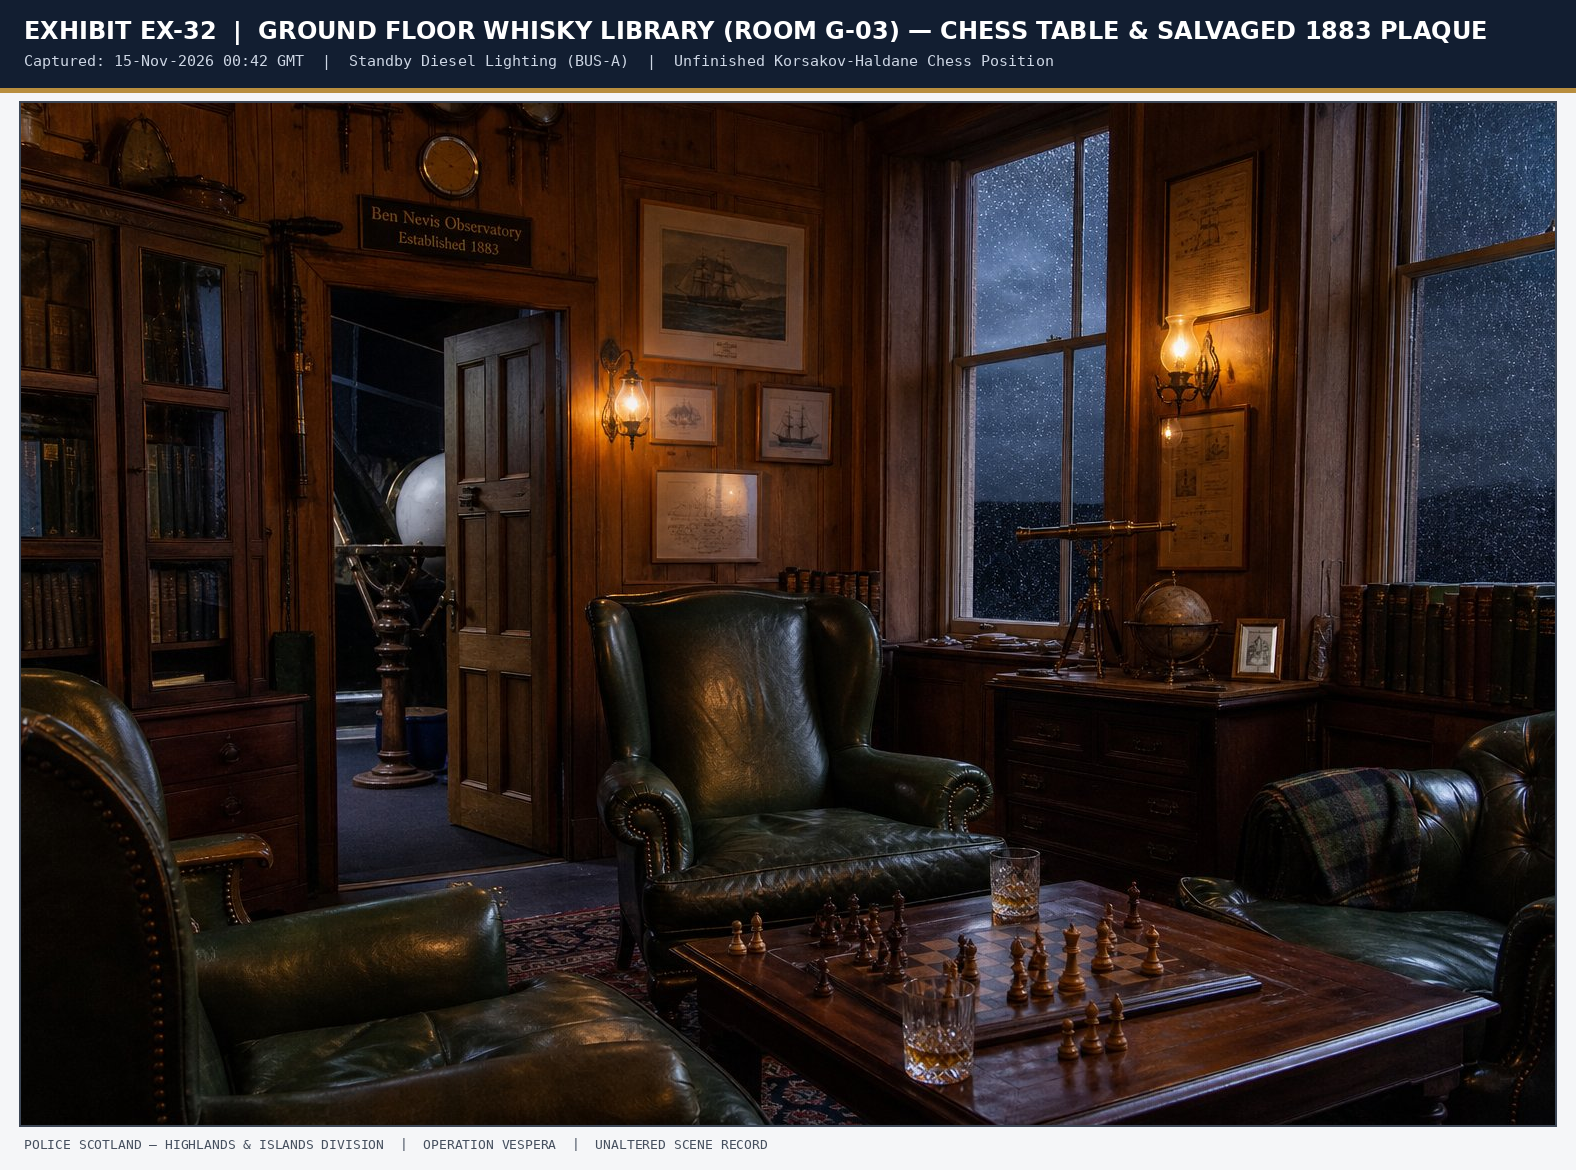 EXHIBIT EX-32 | GROUND FLOOR WHISKY LIBRARY (ROOM G-03) — CHESS TABLE & SALVAGED 1883 PLAQUE
Captured: 15-Nov-2026 00:42 GMT | Standby Diesel Lighting (BUS-A) | Unfinished Korsakov-Haldane Chess Position
Ben Nevis Observatory
Established 1883
POLICE SCOTLAND — HIGHLANDS & ISLANDS DIVISION | OPERATION VESPERA | UNALTERED SCENE RECORD